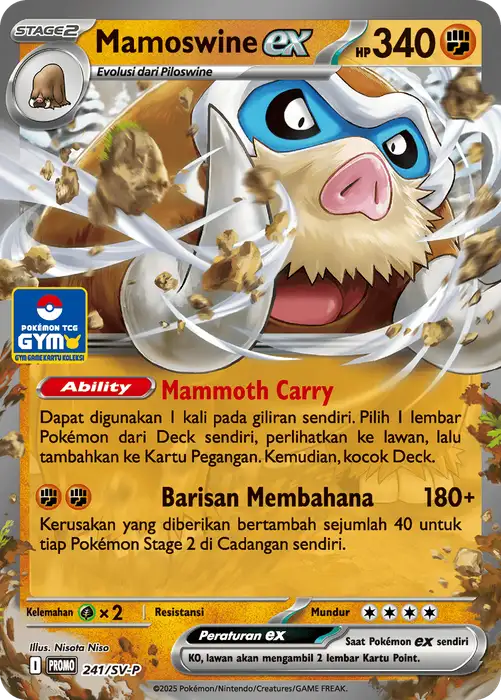 STAGE2
Mamoswine ex HP 340
Evolusi dari Piloswine
POKÉMON TCG
GYM
GYM GAMEKARTU KOLEKSI
Ability Mammoth Carry
Dapat digunakan 1 kali pada giliran sendiri. Pilih 1 lembar
Pokémon dari Deck sendiri, perlihatkan ke lawan, lalu
tambahkan ke Kartu Pegangan. Kemudian, kocok Deck.
Barisan Membahana 180+
Kerusakan yang diberikan bertambah sejumlah 40 untuk
tiap Pokémon Stage 2 di Cadangan sendiri.
Kelemahan ×2 Resistansi Mundur
Illus. Nisota Niso
Peraturan ex Saat Pokémon ex sendiri
KO, lawan akan mengambil 2 lembar Kartu Point.
I PROMO 241/SV-P
©2025 Pokémon/Nintendo/Creatures/GAME FREAK.